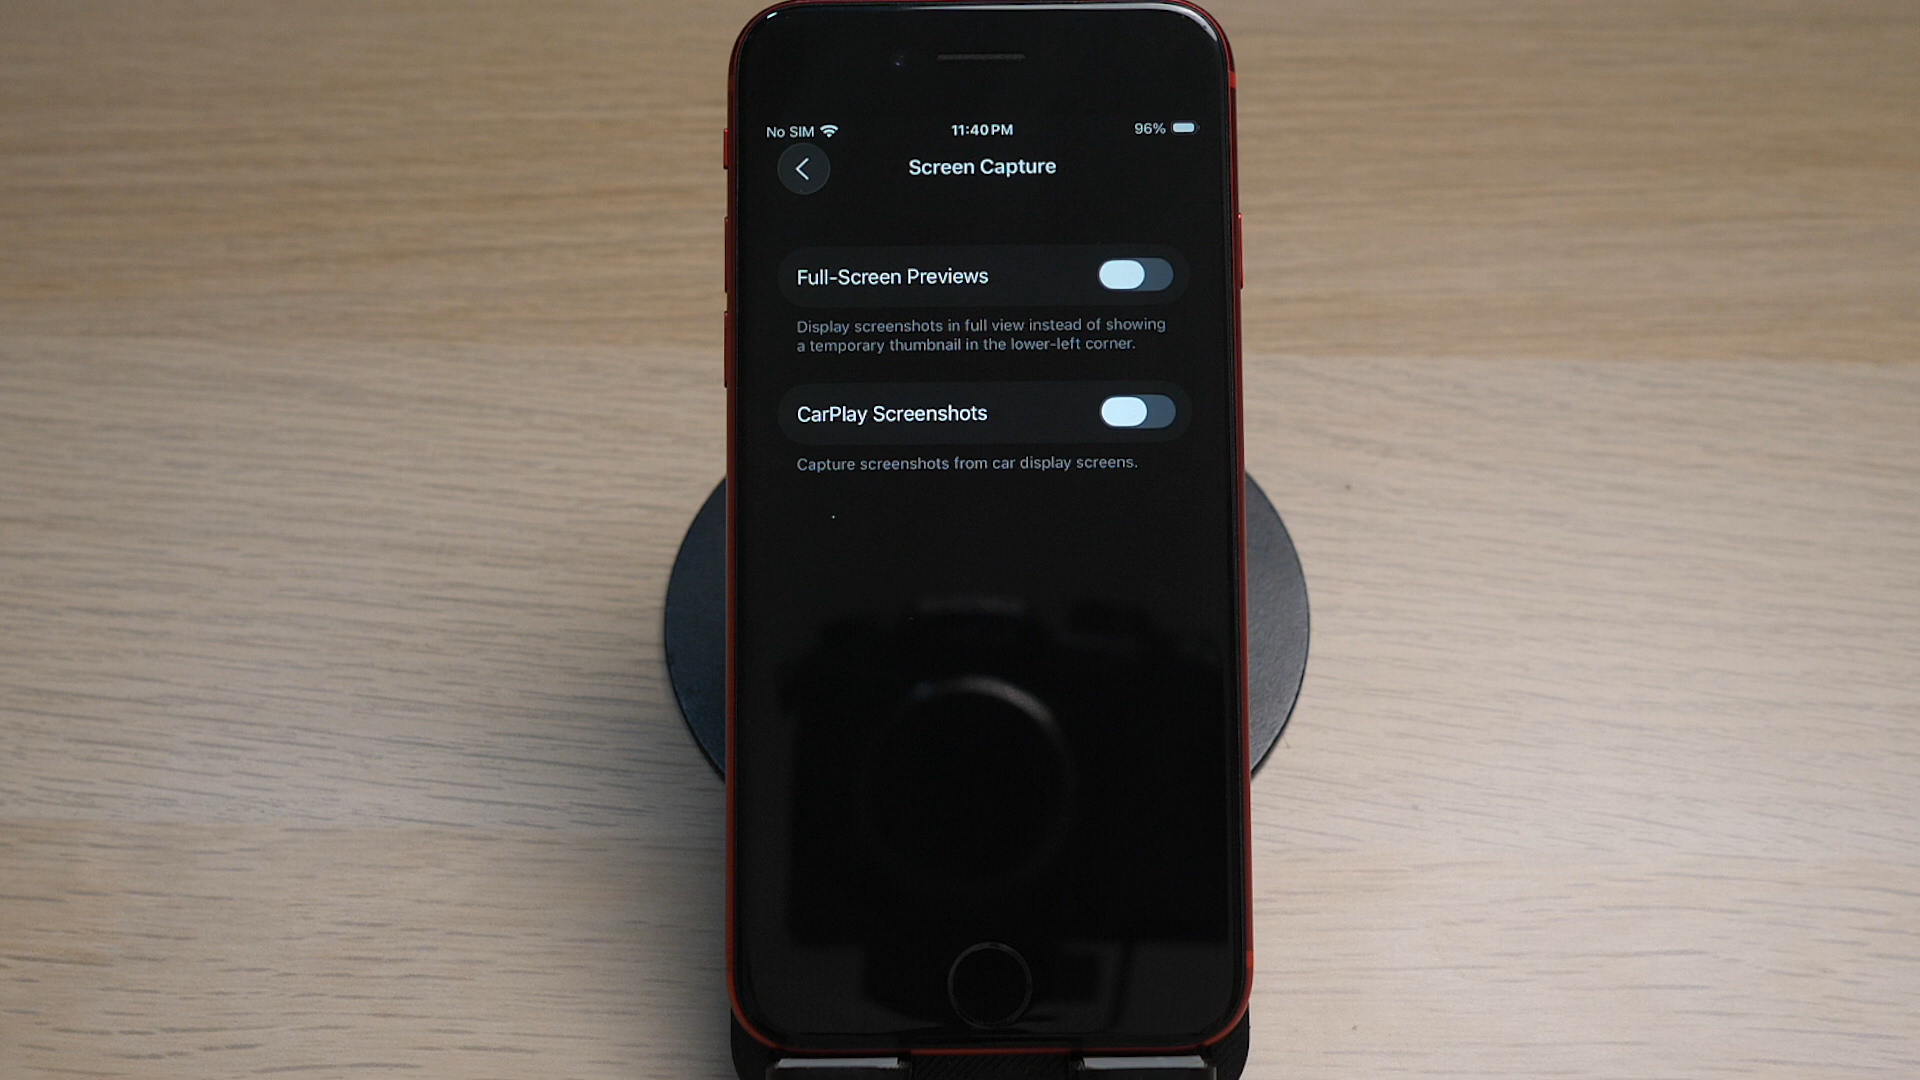 No SIM
11:40 PM
96%
Screen Capture
Full-Screen Previews
Display screenshots in full view instead of showing
a temporary thumbnail in the lower-left corner.
CarPlay Screenshots
Capture screenshots from car display screens.